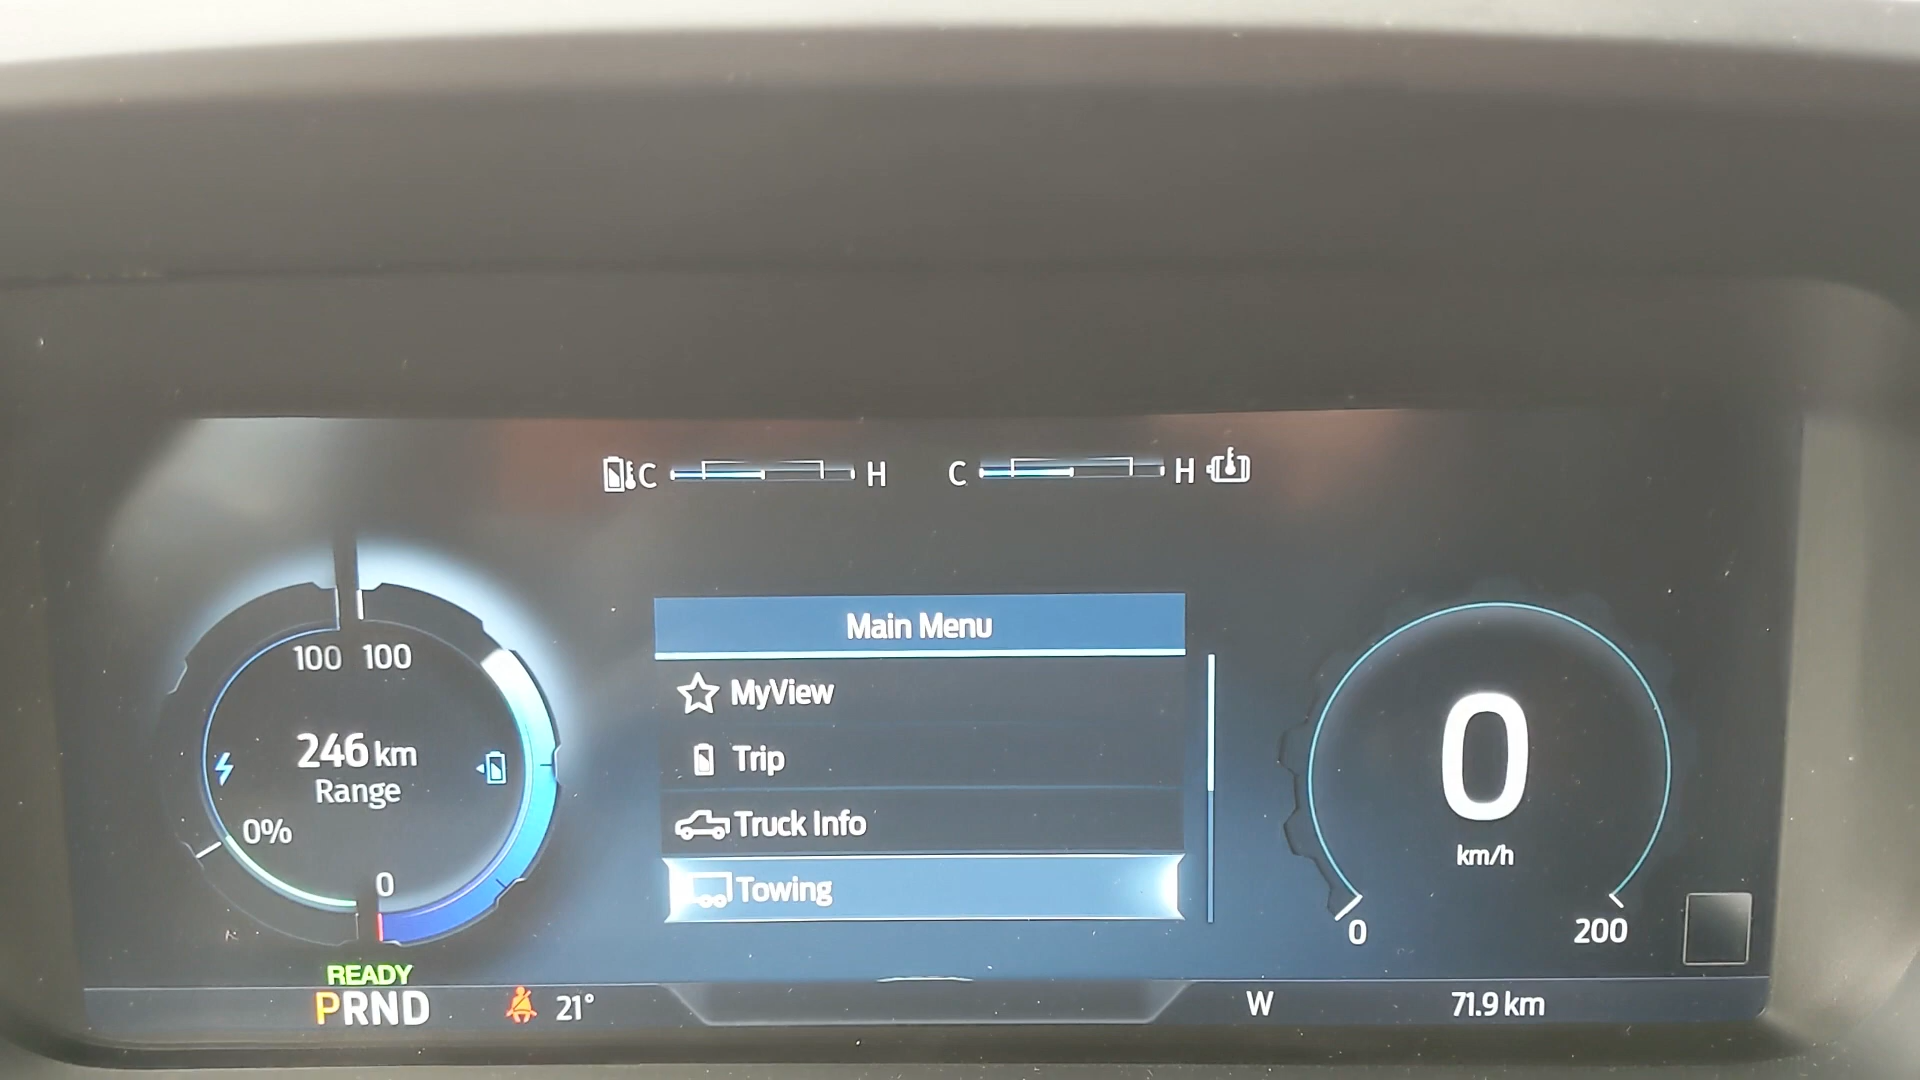 C H C H
Main Menu
MyView
Trip
Truck Info
Towing
100 100
246 km
Range
0%
0
0
km/h
0 200
READY
PRND 21° W 71.9 km